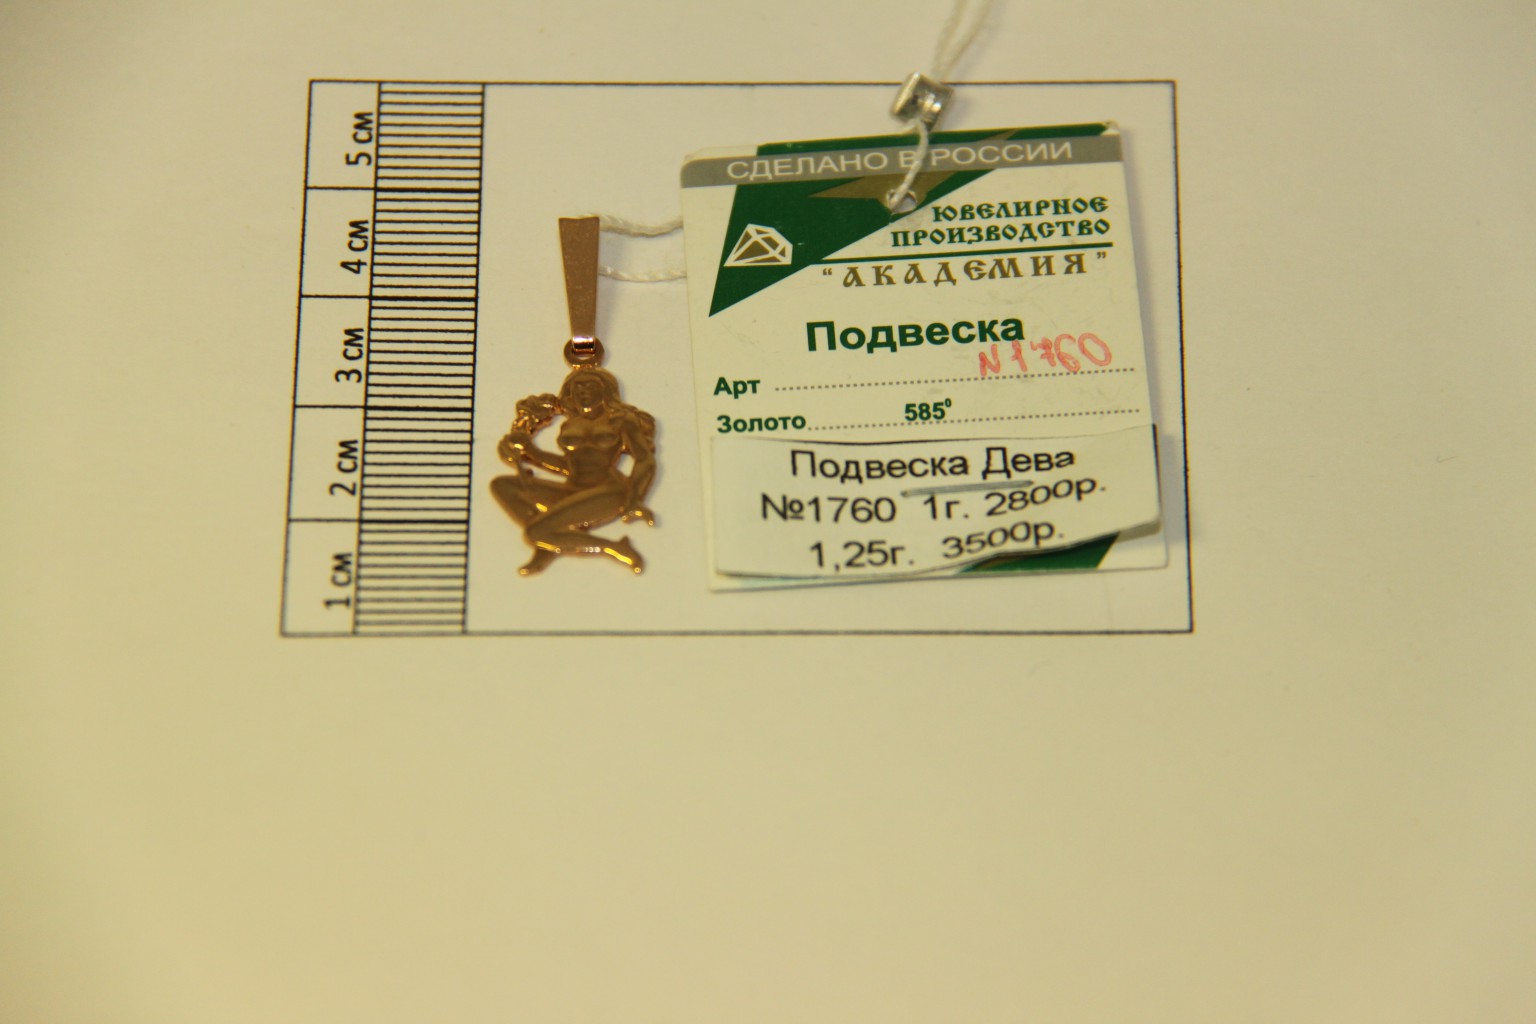 5 см
4 см
3 см
2 см
1 см
СДЕЛАНО В РОССИИ
ЮВЕЛИРНОЕ
ПРОИЗВОДСТВО
“АКАДЕМИЯ”
Подвеска
N1760
Арт
Золото 585°
Подвеска Дева
№1760 1г. 2800р.
1,25г. 3500р.